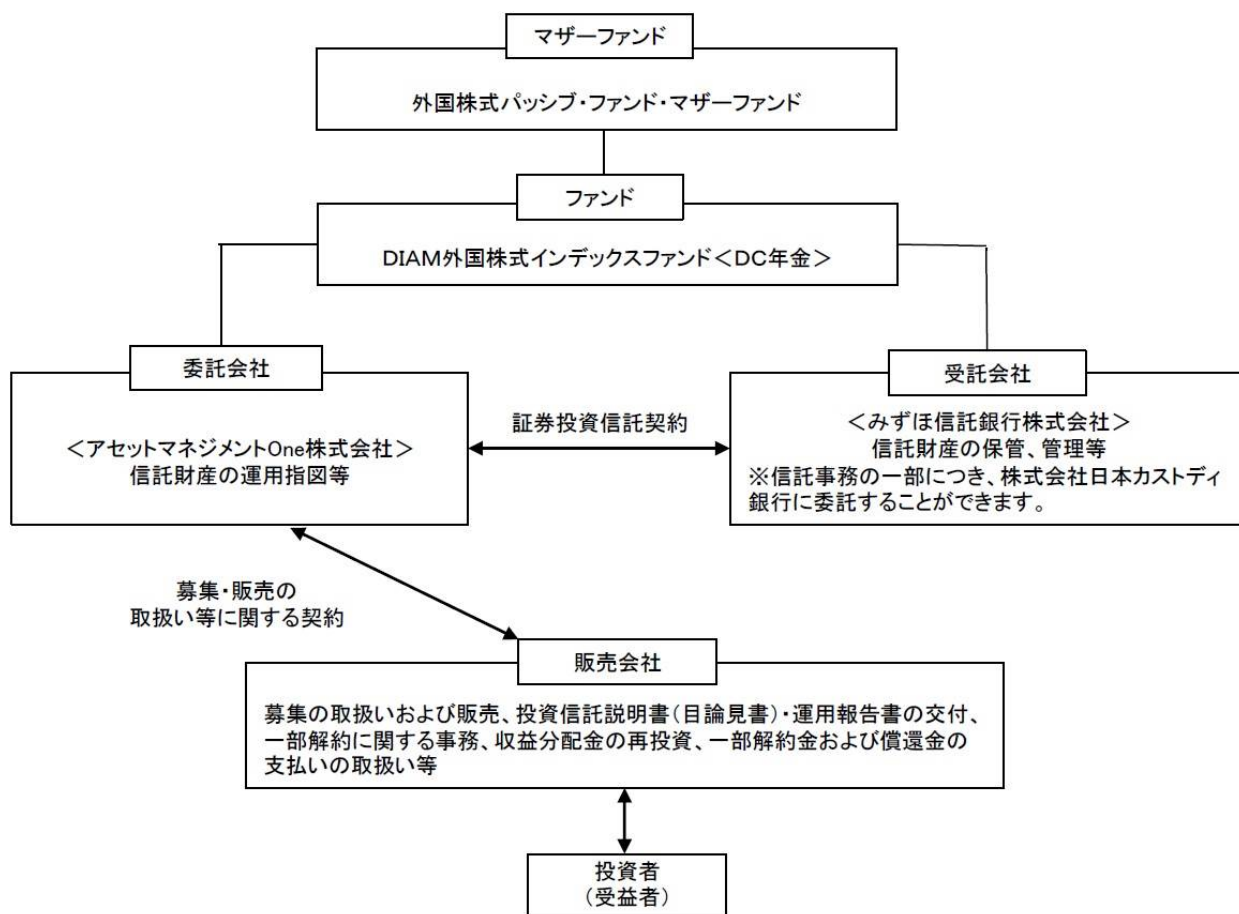 マザーファンド
外国株式パッシブ・ファンド・マザーファンド
ファンド
DIAM外国株式インデックスファンド＜DC年金＞
委託会社
＜アセットマネジメントOne株式会社＞
信託財産の運用指図等
証券投資信託契約
受託会社
＜みずほ信託銀行株式会社＞
信託財産の保管、管理等
※信託事務の一部につき、株式会社日本カストディ
銀行に委託することができます。
募集・販売の
取扱い等に関する契約
販売会社
募集の取扱いおよび販売、投資信託説明書（目論見書）・運用報告書の交付、
一部解約に関する事務、収益分配金の再投資、一部解約金および償還金の
支払いの取扱い等
投資者
（受益者）